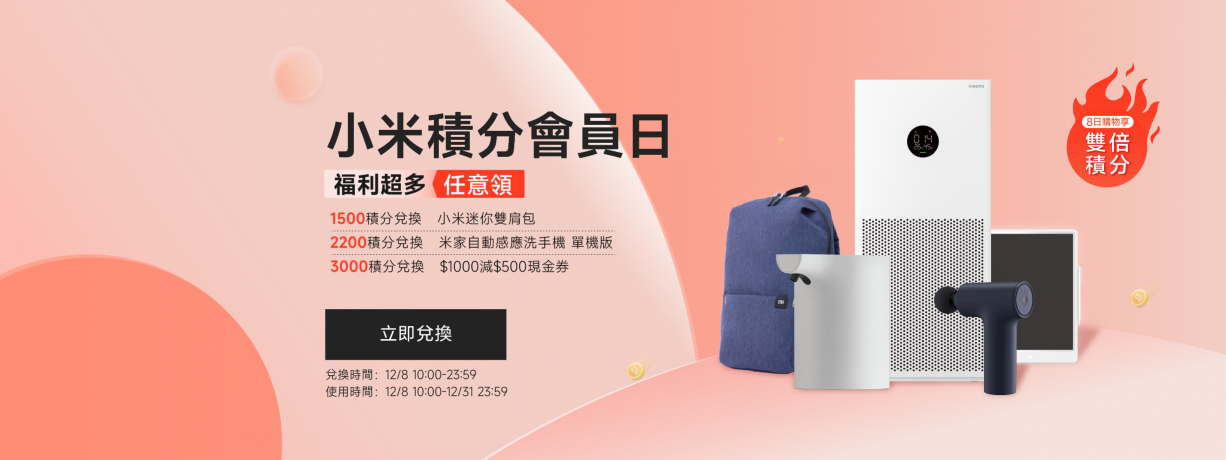 小米積分會員日
福利超多 任意領
1500積分兌換 小米迷你雙肩包
2200積分兌換 米家自動感應洗手機 單機版
3000積分兌換 $1000減$500現金券
立即兌換
兌換時間：12/8 10:00-23:59
使用時間：12/8 10:00-12/31 23:59
8日購物享
雙倍
積分
014